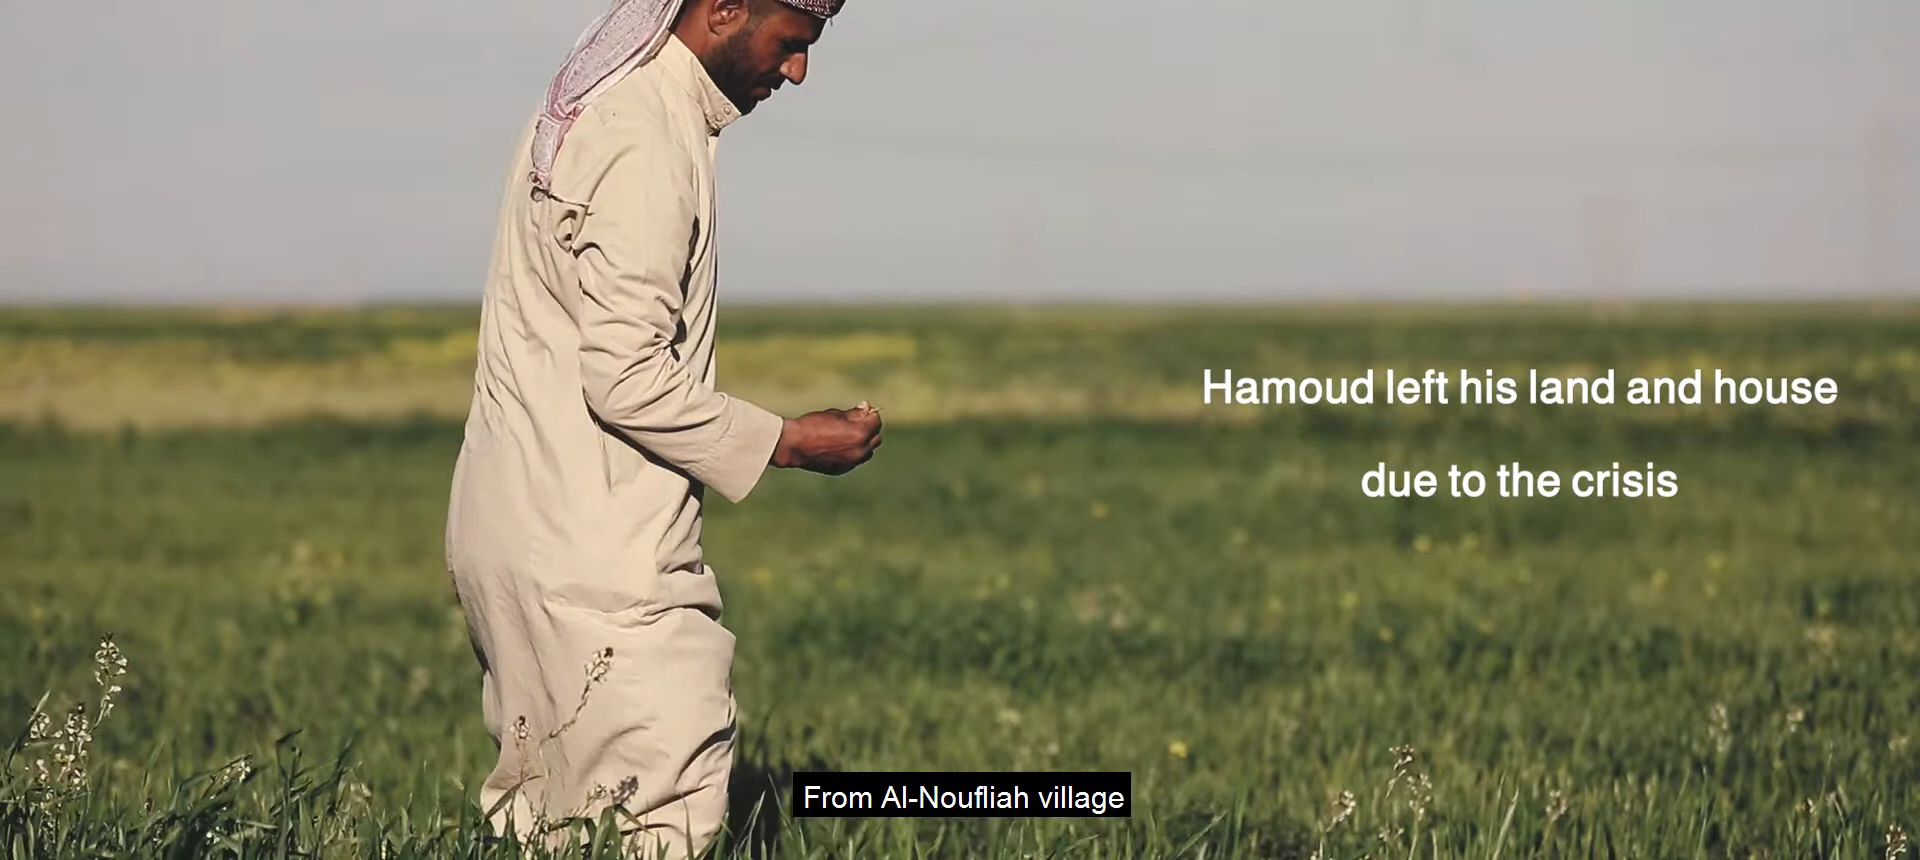 Hamoud left his land and house
due to the crisis
From Al-Noufliah village